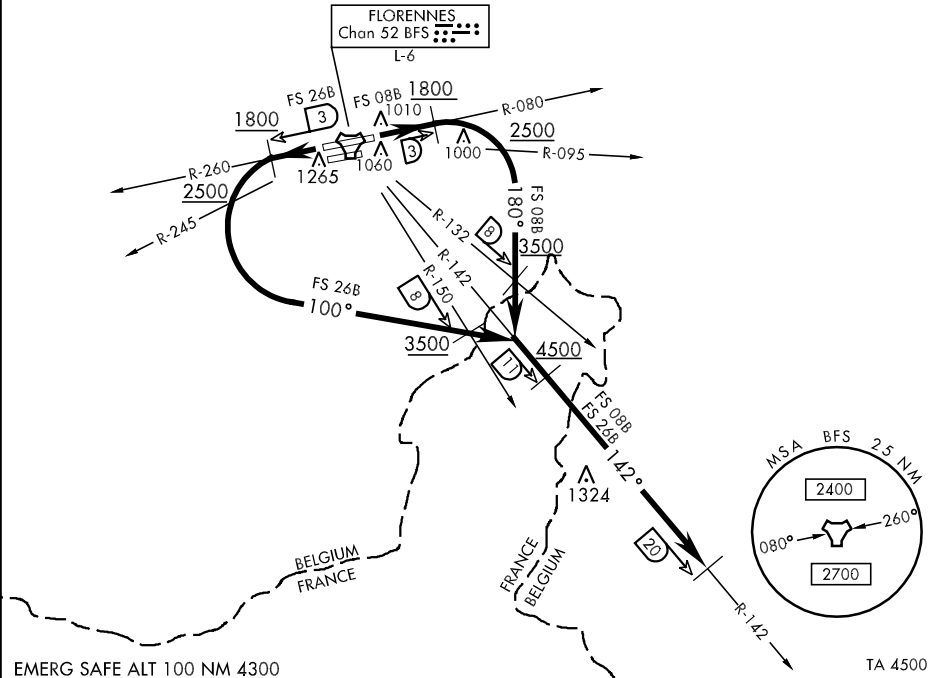 FLORENNES
Chan 52 BFS
L-6
FS 26B
3
1800
FS 08B
1010
1800
R-080
3
1000
2500
R-095
1060
1265
R-260
2500
R-245
R-132
8
180°
FS 08B
3500
R-142
R-150
8
FS 26B
100°
3500
4500
11
FS 08B
FS 26B
142°
1324
20
R-142
MSA BFS 25 NM
2400
260°
080°
2700
BELGIUM
FRANCE
FRANCE
BELGIUM
EMERG SAFE ALT 100 NM 4300
TA 4500